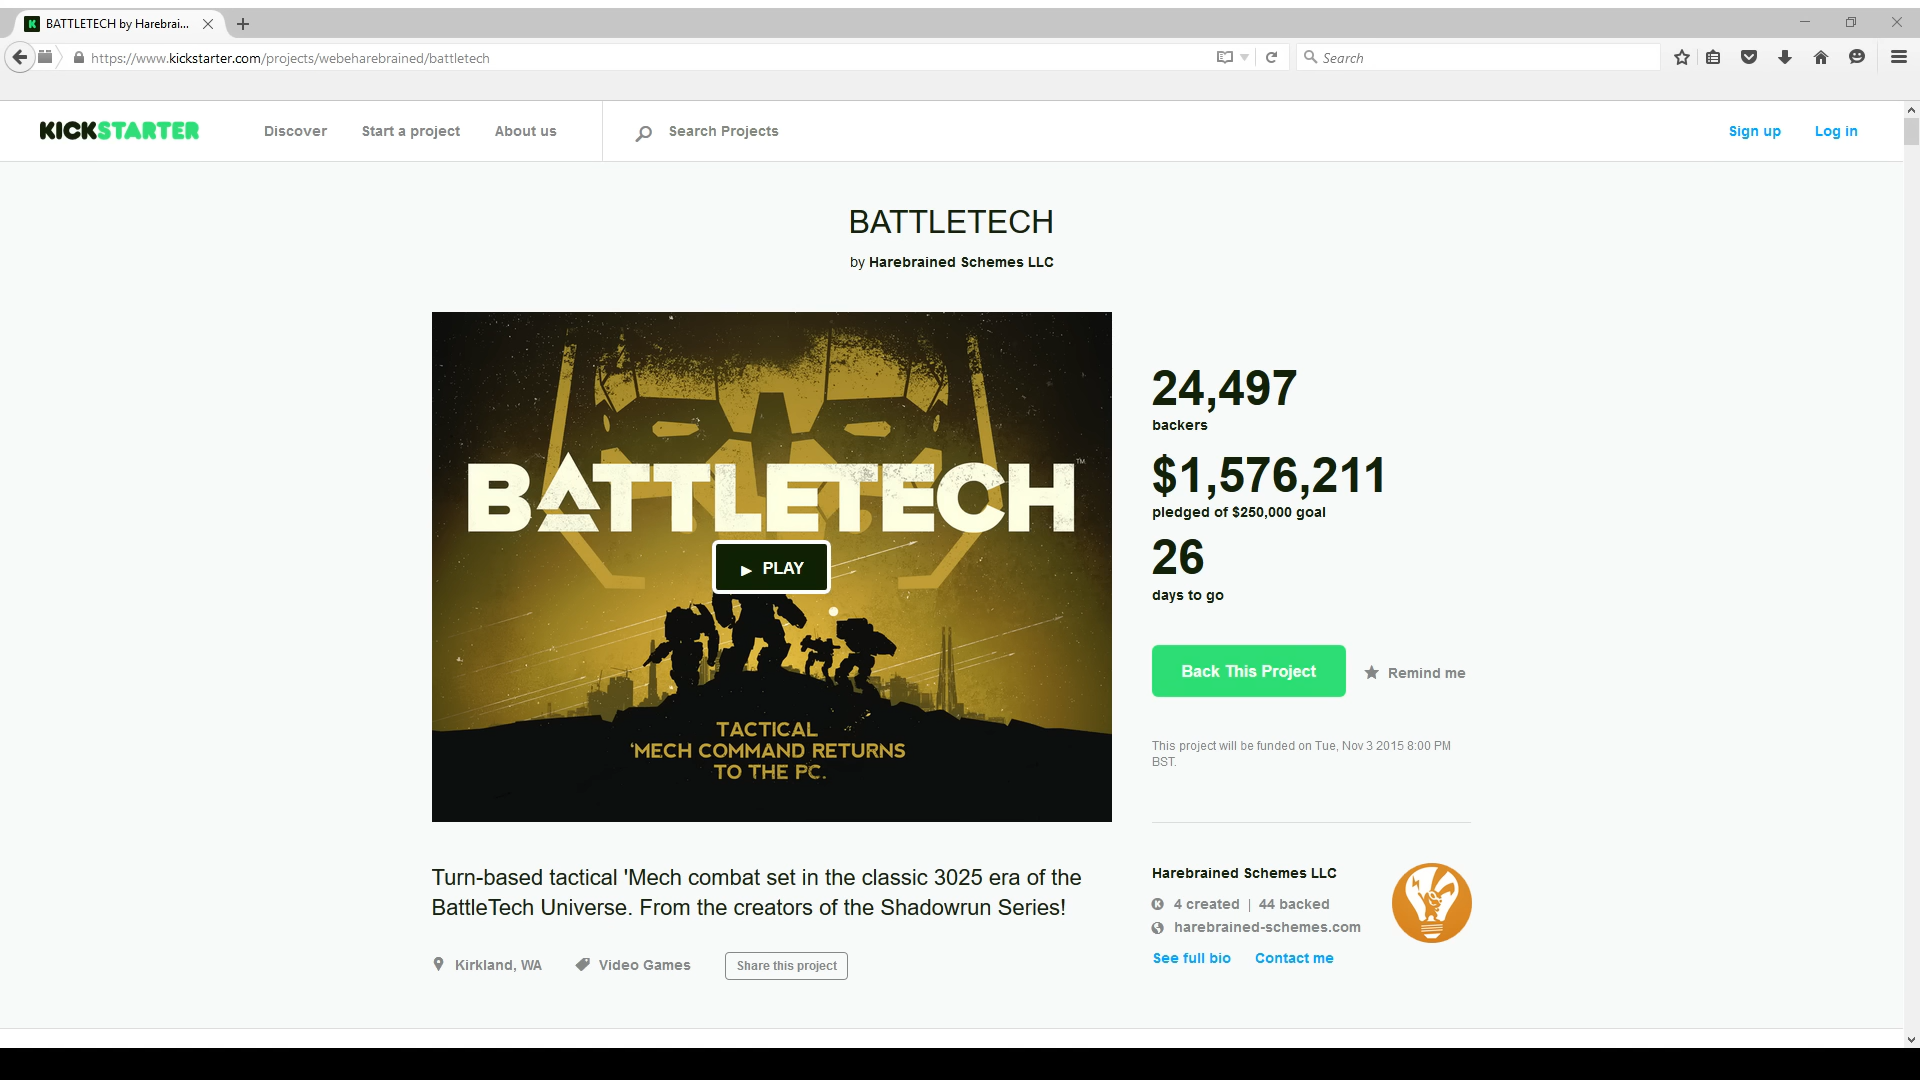 BATTLETECH by Harebrai...
https://www.kickstarter.com/projects/webeharebrained/battletech
Search
KICKSTARTER
Discover
Start a project
About us
Search Projects
Sign up
Log in
BATTLETECH
by Harebrained Schemes LLC
BATTLETECH™
▶ PLAY
TACTICAL
'MECH COMMAND RETURNS
TO THE PC.
24,497
backers
$1,576,211
pledged of $250,000 goal
26
days to go
Back This Project
Remind me
This project will be funded on Tue, Nov 3 2015 8:00 PM
BST.
Turn-based tactical 'Mech combat set in the classic 3025 era of the
BattleTech Universe. From the creators of the Shadowrun Series!
Kirkland, WA
Video Games
Share this project
Harebrained Schemes LLC
4 created | 44 backed
harebrained-schemes.com
See full bio
Contact me